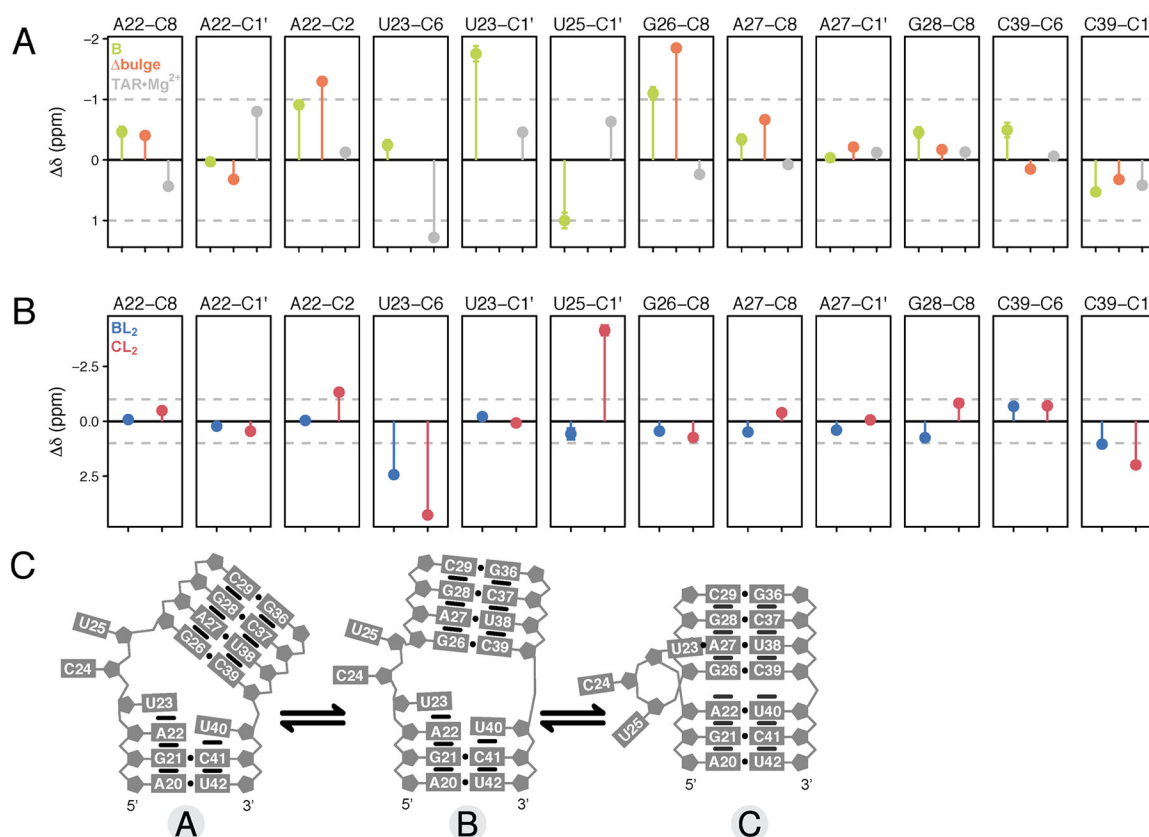 A
A22–C8 A22–C1' A22–C2 U23–C6 U23–C1' U25–C1' G26–C8 A27–C8 A27–C1' G28–C8 C39–C6 C39–C1
B
Δbulge
TAR•Mg²⁺
Δδ (ppm)
−2
−1
0
1
B
A22–C8 A22–C1' A22–C2 U23–C6 U23–C1' U25–C1' G26–C8 A27–C8 A27–C1' G28–C8 C39–C6 C39–C1
BL₂
CL₂
Δδ (ppm)
-2.5
0.0
2.5
C
C29 G36
G28 C37
A27 U38
G26 C39
U25
C24
U23
U40
A22
G21 C41
A20 U42
5' 3'
A
C29 G36
G28 C37
A27 U38
G26 C39
U25
C24
U23
U40
A22
G21 C41
A20 U42
5' 3'
B
C29 G36
G28 C37
U23 A27 U38
G26 C39
C24
U25
A22 U40
G21 C41
A20 U42
5' 3'
C